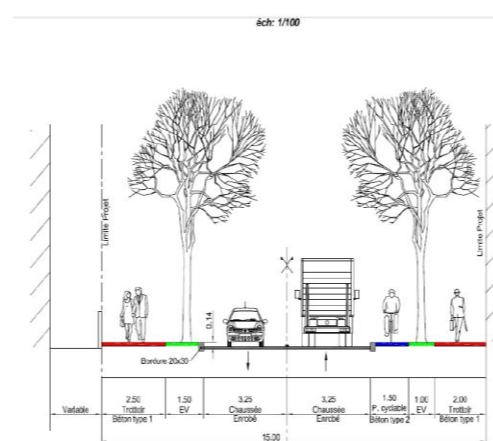 éch: 1/100
Limite Projet
Limite Projet
0.14
Bordure 20x30
Variable
2.50
Trottoir
Béton type 1
1.50
EV
3.25
Chaussée
Enrobé
3.25
Chaussée
Enrobé
1.50
P. cyclable
Béton type 2
1.00
EV
2.00
Trottoir
Béton type 1
15.00